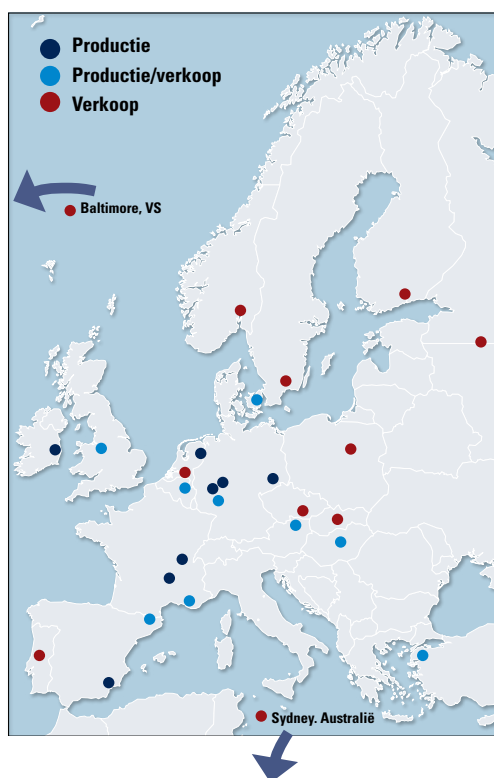 Productie
Productie/verkoop
Verkoop
Baltimore, VS
Sydney. Australië